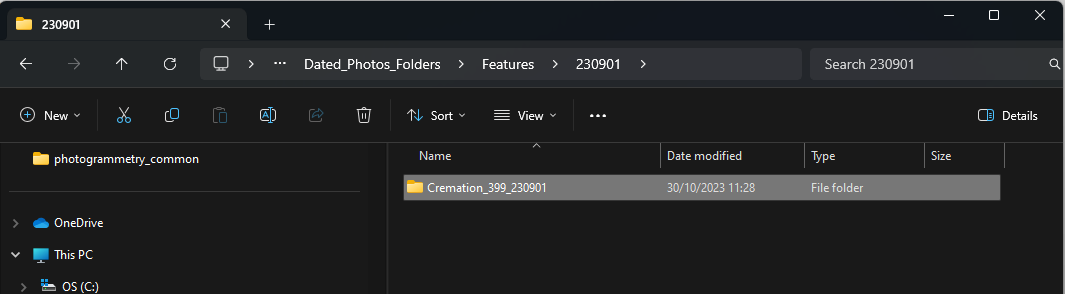 230901
Dated_Photos_Folders Features 230901 Search 230901
New Sort View Details
photogrammetry_common
Name Date modified Type Size
Cremation_399_230901 30/10/2023 11:28 File folder
OneDrive
This PC
OS (C:)